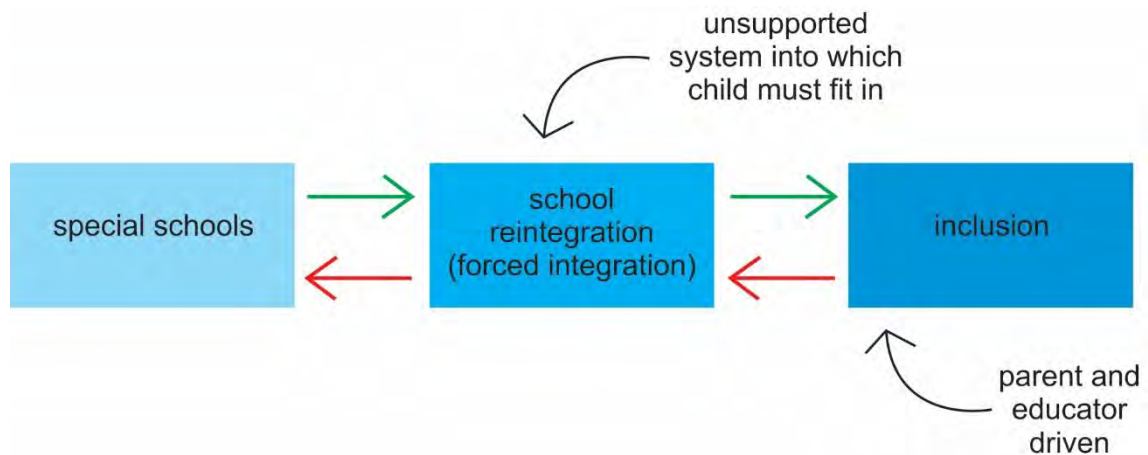 unsupported
system into which
child must fit in
special schools
school
reintegration
(forced integration)
inclusion
parent and
educator
driven